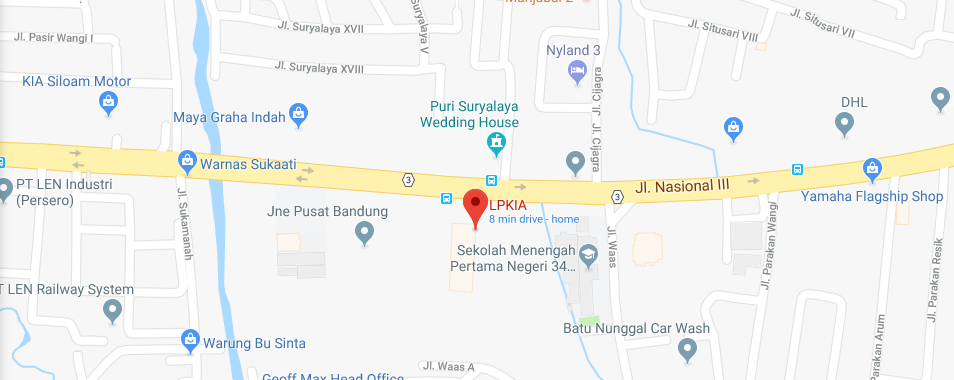 Manjabal 2
Jl. Suryalaya XVII
Suryalaya V
Jl. Situsari VIII
Jl. Situsari VII
Jl. Pasir Wangi I
Nyland 3
Jl. Suryalaya XVIII
KIA Siloam Motor
Jl. Cijagra
Jl. Cijagra
DHL
Puri Suryalaya
Wedding House
Maya Graha Indah
Warnas Sukaati
PT LEN Industri
(Persero)
3
Jl. Nasional III
3
Yamaha Flagship Shop
LPKIA
8 min drive - home
Jne Pusat Bandung
Jl. Sukamanah
Jl. Waas
Jl. Parakan Wangi
Jl. Parakan Resik
Sekolah Menengah
Pertama Negeri 34...
T LEN Railway System
Batu Nunggal Car Wash
Parakan Arum
Warung Bu Sinta
Jl. Waas A
Geoff Max Head Office